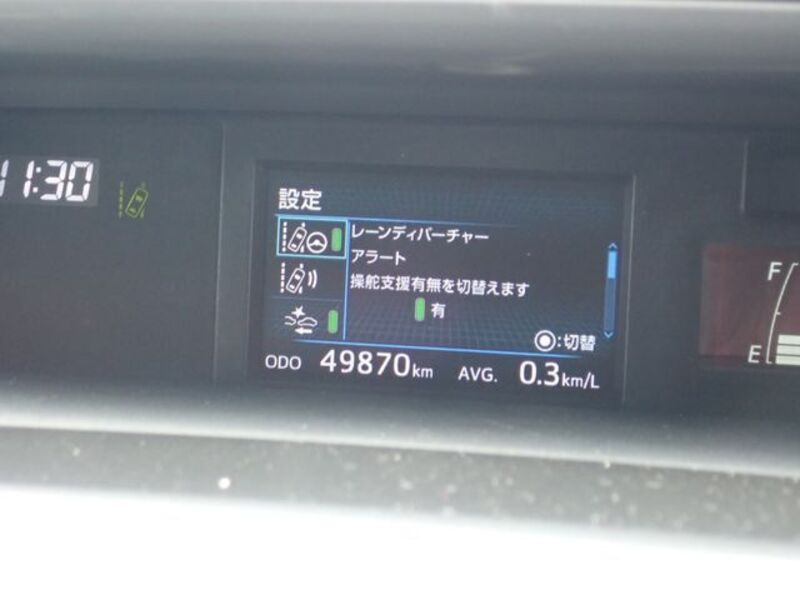 11:30
設定
レーンディパーチャー
アラート
操舵支援有無を切替えます
有
:切替
ODO 49870km AVG. 0.3km/L
F
E